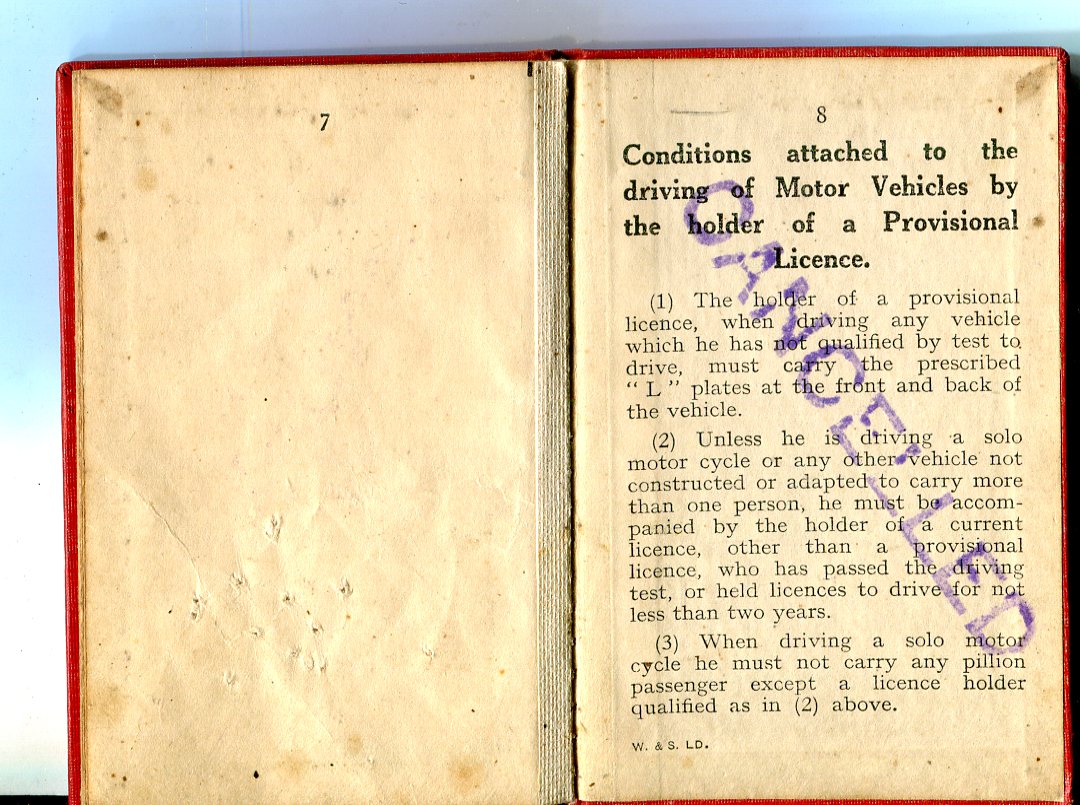 7
8
Conditions attached to the
driving of Motor Vehicles by
the holder of a Provisional
Licence.
(1) The holder of a provisional
licence, when driving any vehicle
which he has not qualified by test to
drive, must carry the prescribed
“ L ” plates at the front and back of
the vehicle.
(2) Unless he is driving a solo
motor cycle or any other vehicle not
constructed or adapted to carry more
than one person, he must be accom-
panied by the holder of a current
licence, other than a provisional
licence, who has passed the driving
test, or held licences to drive for not
less than two years.
(3) When driving a solo motor
cycle he must not carry any pillion
passenger except a licence holder
qualified as in (2) above.
W. & S. LD.
CANCELLED